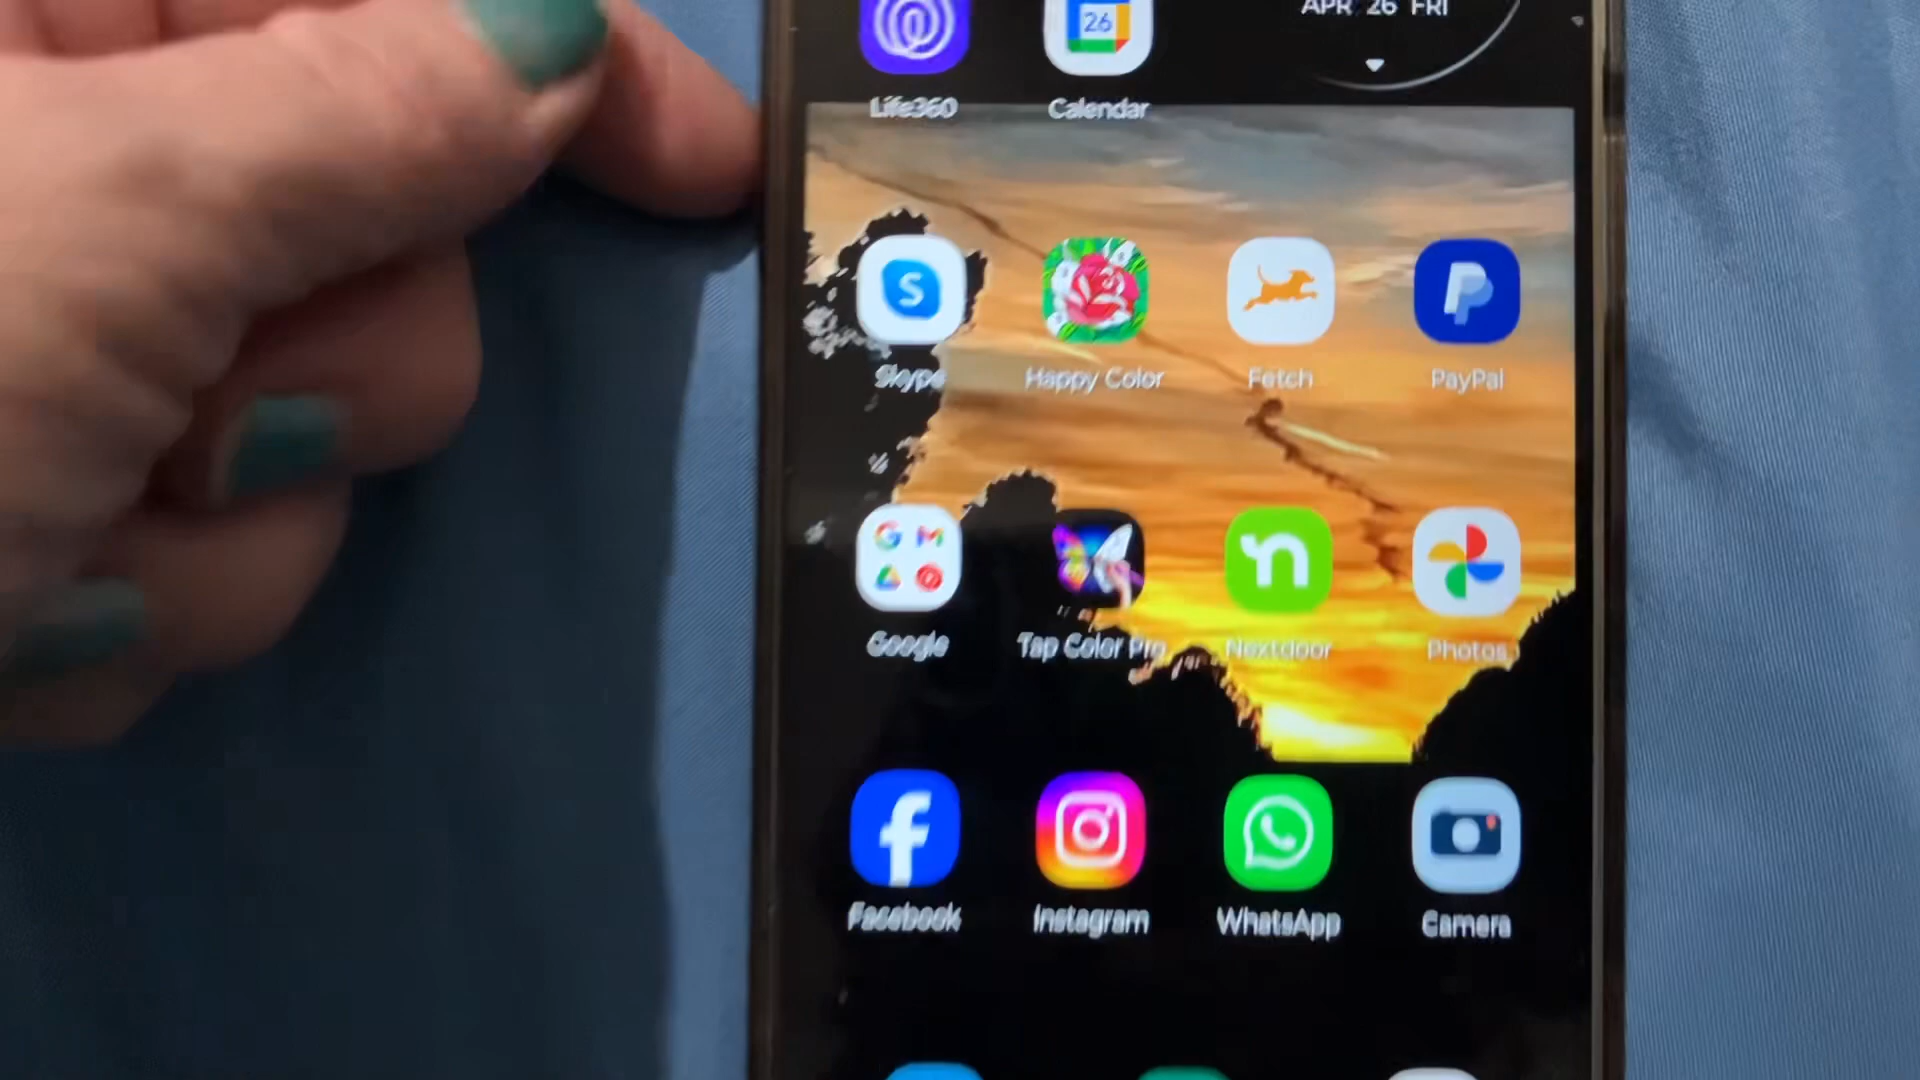 APR 26 FRI
26
Life360 Calendar
Skype Happy Color Fetch PayPal
Google Tap Color Pro Nextdoor Photos
Facebook Instagram WhatsApp Camera